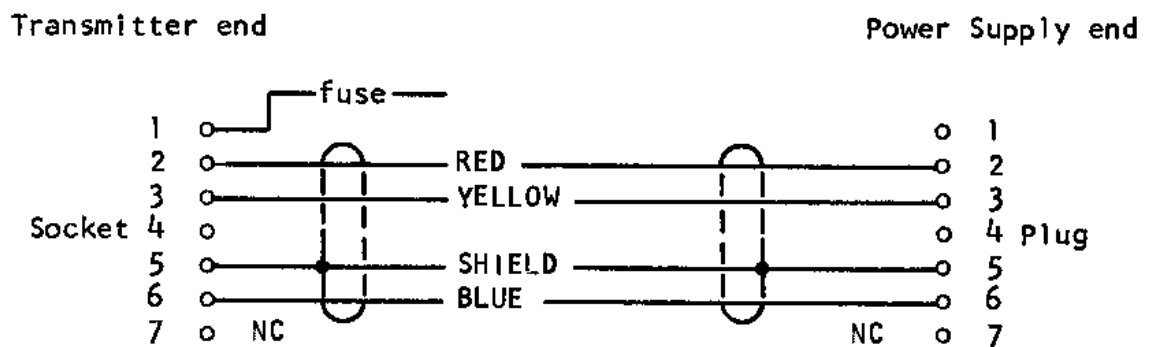 Transmitter end Power Supply end
fuse
1 1
2 RED 2
3 YELLOW 3
Socket 4 4 Plug
5 SHIELD 5
6 BLUE 6
7 NC NC 7